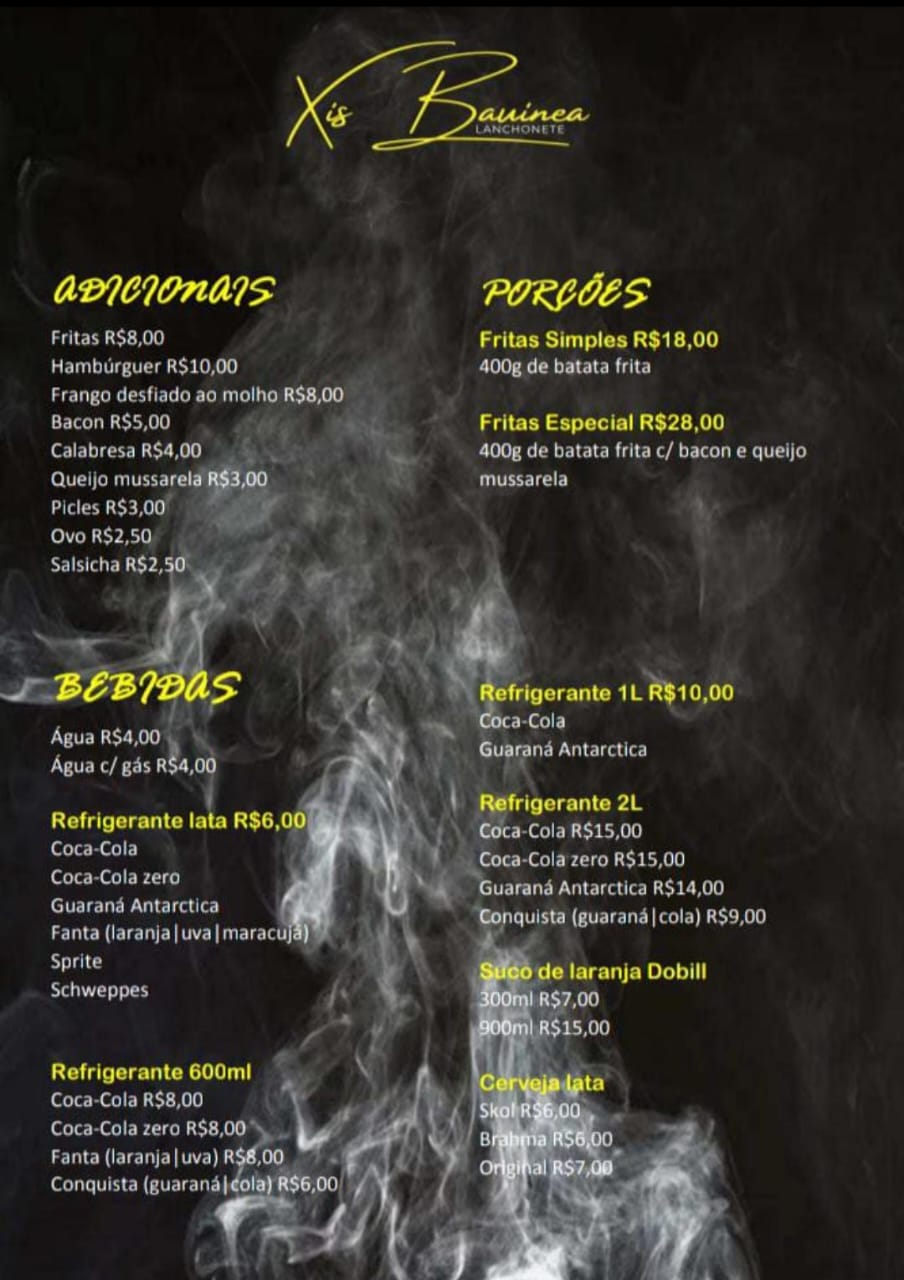 Xis Bauinea
LANCHONETE
ADICIONAIS
Fritas R$8,00
Hambúrguer R$10,00
Frango desfiado ao molho R$8,00
Bacon R$5,00
Calabresa R$4,00
Queijo mussarela R$3,00
Picles R$3,00
Ovo R$2,50
Salsicha R$2,50
PORÇÕES
Fritas Simples R$18,00
400g de batata frita
Fritas Especial R$28,00
400g de batata frita c/ bacon e queijo
mussarela
BEBIDAS
Água R$4,00
Água c/ gás R$4,00
Refrigerante lata R$6,00
Coca-Cola
Coca-Cola zero
Guaraná Antarctica
Fanta (laranja|uva|maracujá)
Sprite
Schweppes
Refrigerante 600ml
Coca-Cola R$8,00
Coca-Cola zero R$8,00
Fanta (laranja|uva) R$8,00
Conquista (guaraná|cola) R$6,00
Refrigerante 1L R$10,00
Coca-Cola
Guaraná Antarctica
Refrigerante 2L
Coca-Cola R$15,00
Coca-Cola zero R$15,00
Guaraná Antarctica R$14,00
Conquista (guaraná|cola) R$9,00
Suco de laranja Dobill
300ml R$7,00
900ml R$15,00
Cerveja lata
Skol R$6,00
Brahma R$6,00
Original R$7,00